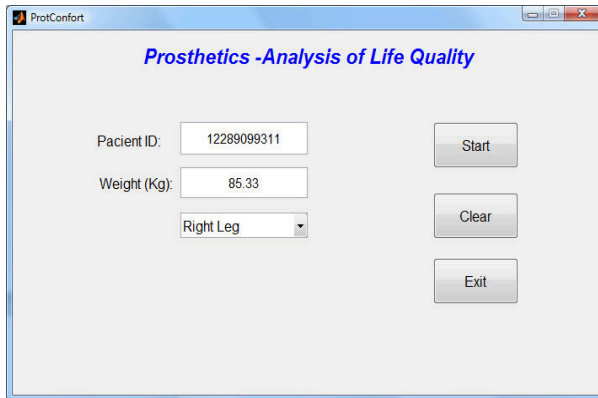 ProtConfort
Prosthetics -Analysis of Life Quality
Pacient ID: 12289099311 Start
Weight (Kg): 85.33
Right Leg Clear
Exit